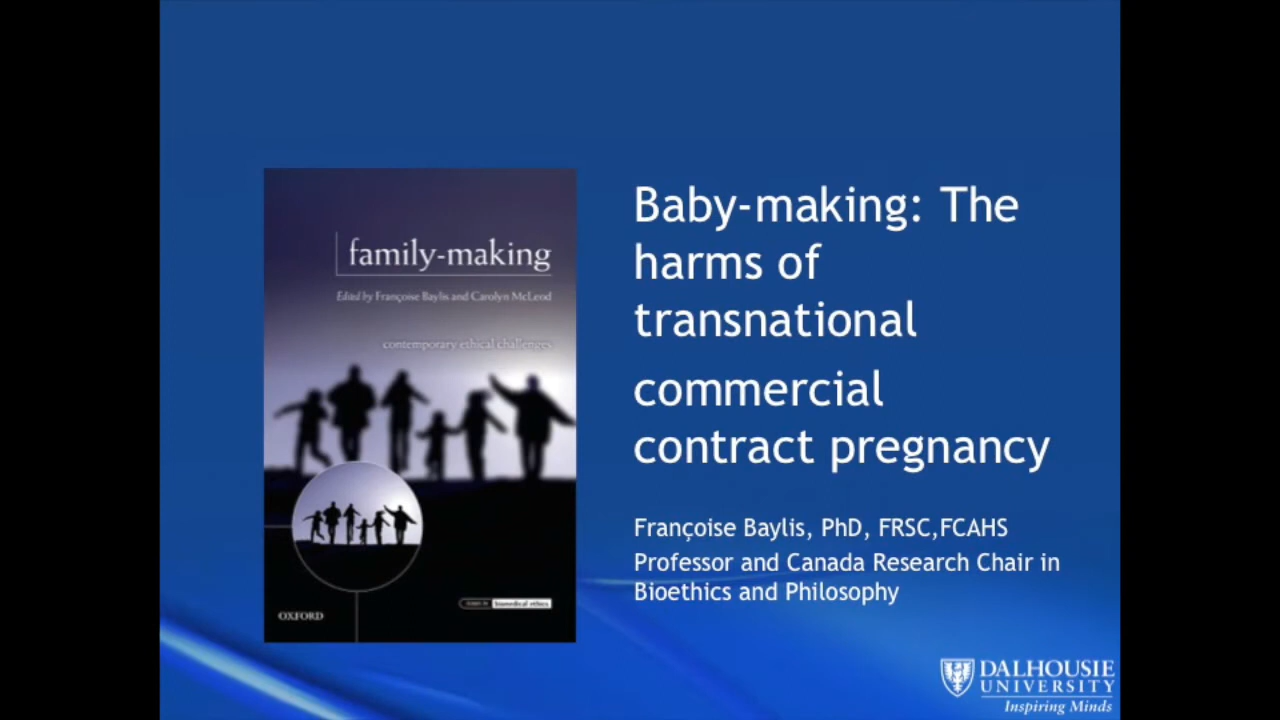 family-making
Edited by Françoise Baylis and Carolyn McLeod
contemporary ethical challenges
biomedical ethics
OXFORD
Baby-making: The
harms of
transnational
commercial
contract pregnancy
Françoise Baylis, PhD, FRSC,FCAHS
Professor and Canada Research Chair in
Bioethics and Philosophy
DALHOUSIE
UNIVERSITY
Inspiring Minds